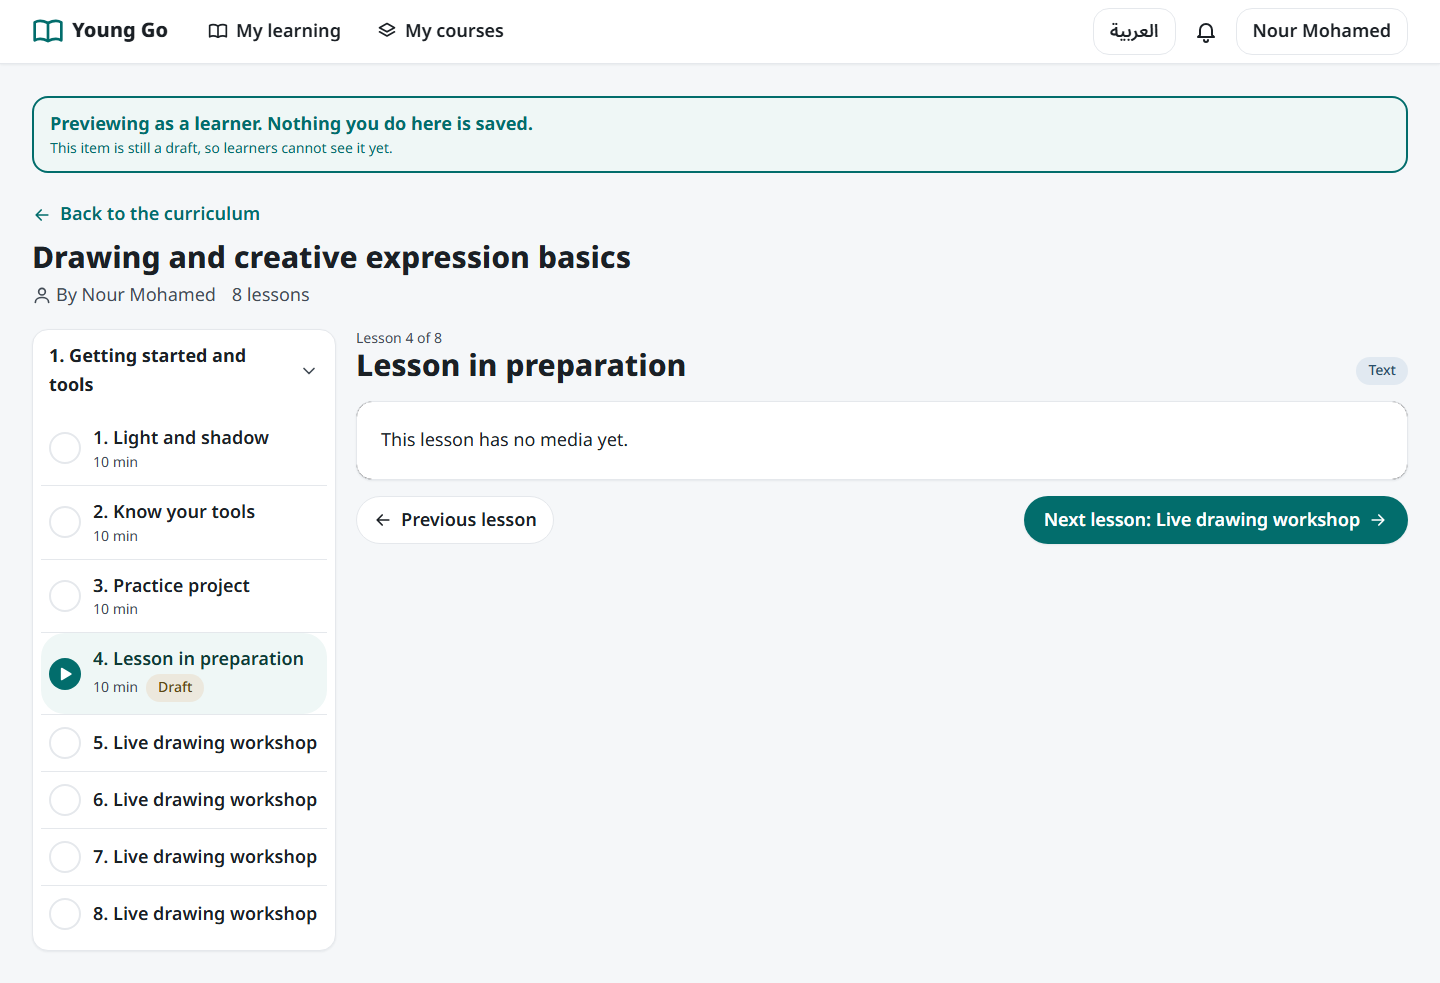 Young Go
My learning
My courses
العربية
Nour Mohamed
Previewing as a learner. Nothing you do here is saved.
This item is still a draft, so learners cannot see it yet.
Back to the curriculum
Drawing and creative expression basics
By Nour Mohamed 8 lessons
1. Getting started and
tools
1. Light and shadow
10 min
2. Know your tools
10 min
3. Practice project
10 min
4. Lesson in preparation
10 min Draft
5. Live drawing workshop
6. Live drawing workshop
7. Live drawing workshop
8. Live drawing workshop
Lesson 4 of 8
Lesson in preparation
Text
This lesson has no media yet.
Previous lesson
Next lesson: Live drawing workshop